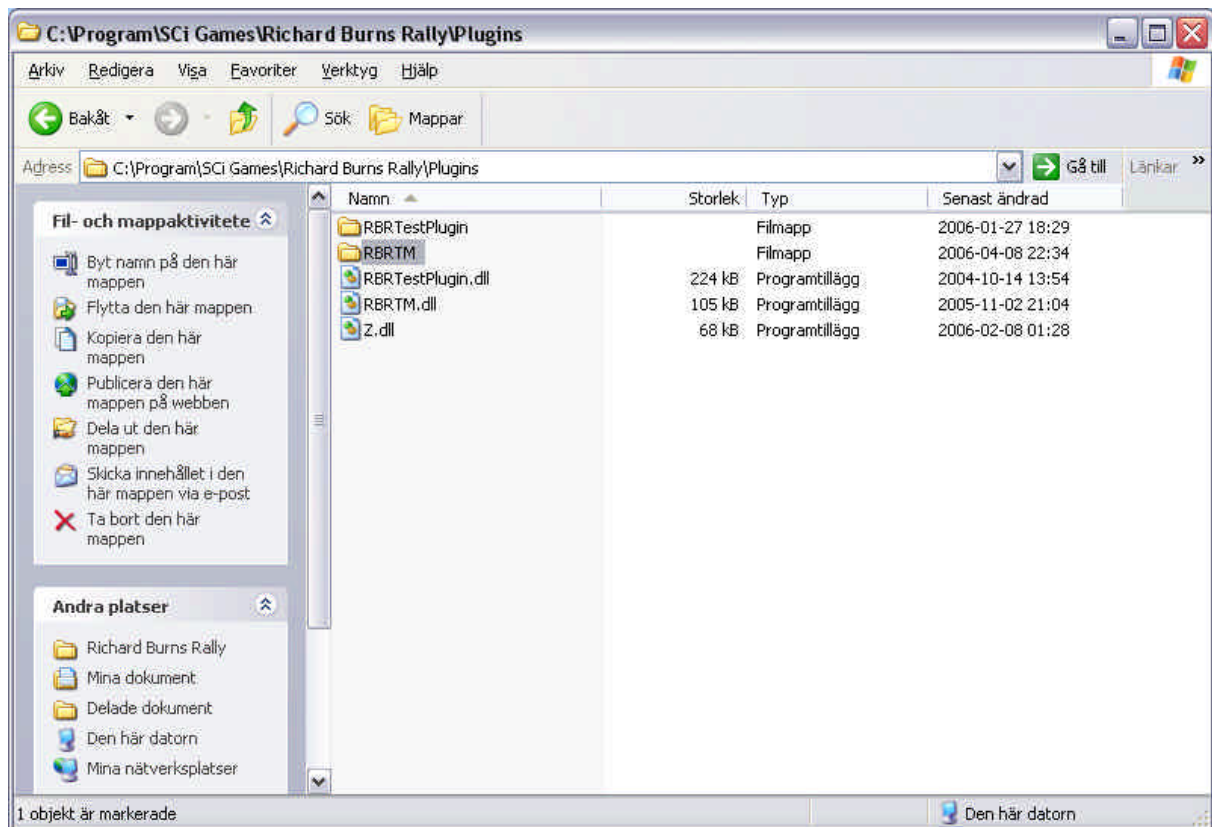 C:\Program\SCi Games\Richard Burns Rally\Plugins
Arkiv Redigera Visa Favoriter Verktyg Hjälp
Bakåt Sök Mappar
Adress C:\Program\SCi Games\Richard Burns Rally\Plugins Gå till Länkar »
Namn Storlek Typ Senast ändrad
Fil- och mappaktivitete
Byt namn på den här
mappen
Flytta den här mappen
Kopiera den här
mappen
Publicera den här
mappen på webben
Dela ut den här
mappen
Skicka innehållet i den
här mappen via e-post
Ta bort den här
mappen
Andra platser
Richard Burns Rally
Mina dokument
Delade dokument
Den här datorn
Mina nätverksplatser
RBRTestPlugin Filmapp 2006-01-27 18:29
RBRTM Filmapp 2006-04-08 22:34
RBRTestPlugin.dll 224 kB Programtillägg 2004-10-14 13:54
RBRTM.dll 105 kB Programtillägg 2005-11-02 21:04
Z.dll 68 kB Programtillägg 2006-02-08 01:28
1 objekt är markerade Den här datorn